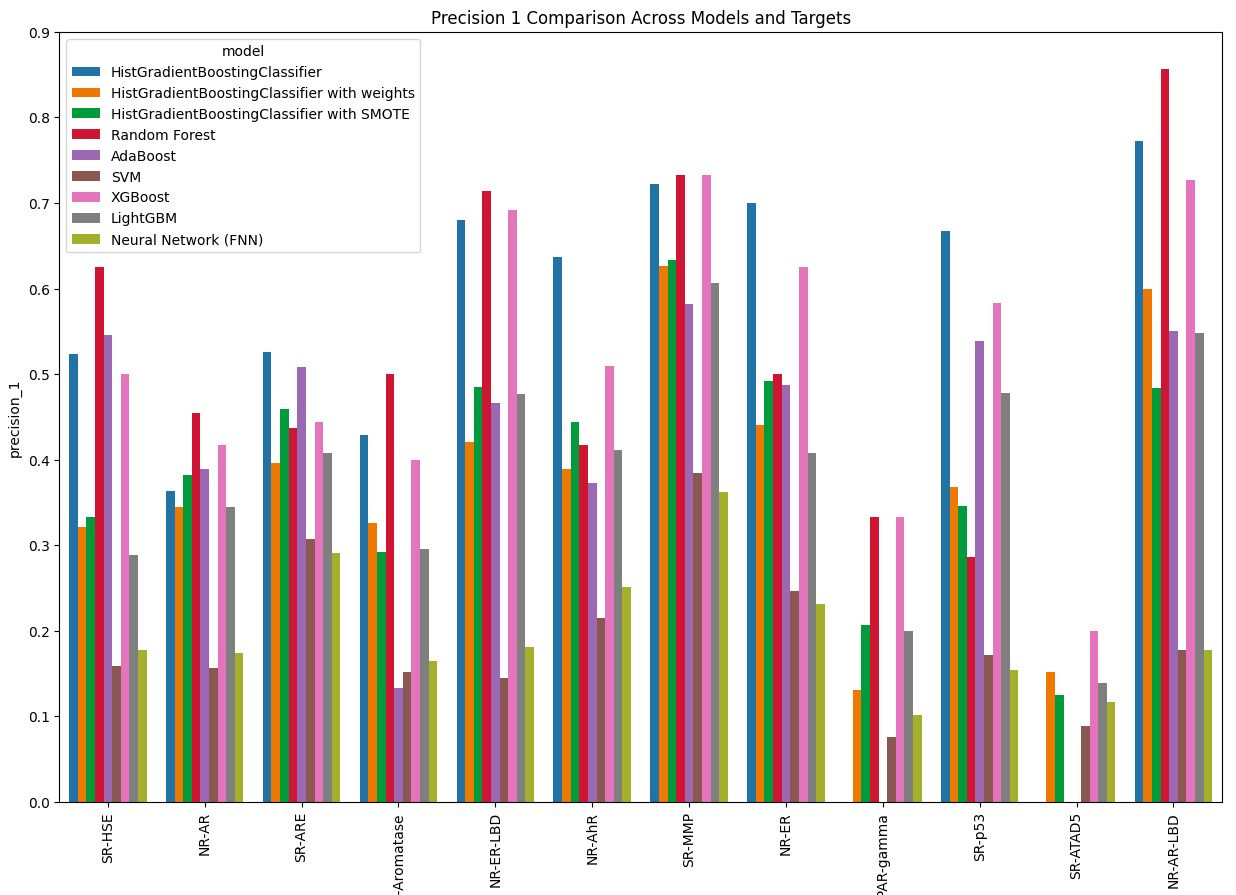 Precision 1 Comparison Across Models and Targets
model
HistGradientBoostingClassifier
HistGradientBoostingClassifier with weights
HistGradientBoostingClassifier with SMOTE
Random Forest
AdaBoost
SVM
XGBoost
LightGBM
Neural Network (FNN)
precision_1
0.9
0.8
0.7
0.6
0.5
0.4
0.3
0.2
0.1
0.0
SR-HSE
NR-AR
SR-ARE
-Aromatase
NR-ER-LBD
NR-AhR
SR-MMP
NR-ER
PAR-gamma
SR-p53
SR-ATAD5
NR-AR-LBD